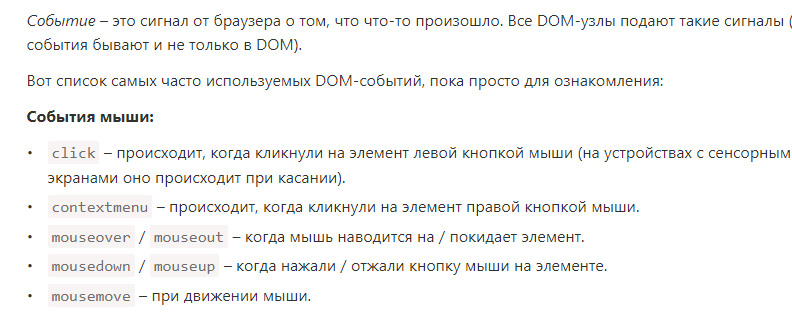 Событие – это сигнал от браузера о том, что что-то произошло. Все DOM-узлы подают такие сигналы (
события бывают и не только в DOM).
Вот список самых часто используемых DOM-событий, пока просто для ознакомления:
События мыши:
• click – происходит, когда кликнули на элемент левой кнопкой мыши (на устройствах с сенсорным
экранами оно происходит при касании).
• contextmenu – происходит, когда кликнули на элемент правой кнопкой мыши.
• mouseover / mouseout – когда мышь наводится на / покидает элемент.
• mousedown / mouseup – когда нажали / отжали кнопку мыши на элементе.
• mousemove – при движении мыши.